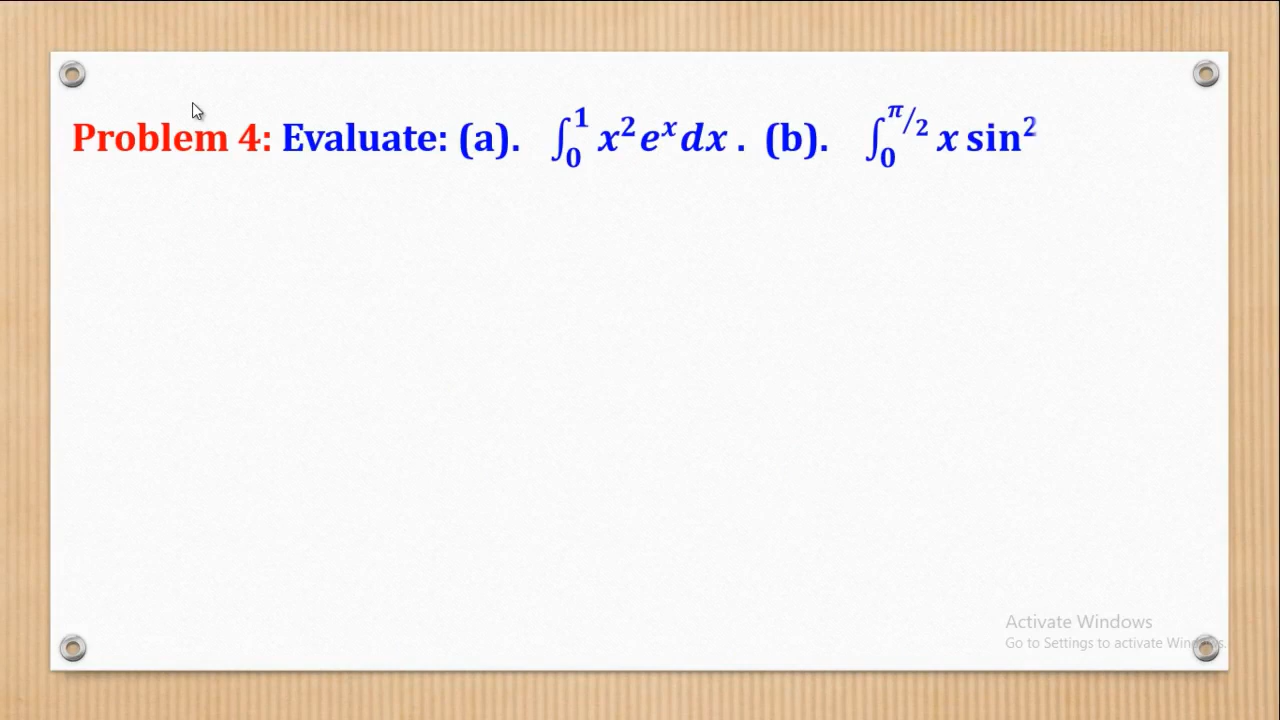 Problem 4: Evaluate: (a). ∫₀¹ x²eˣdx . (b). ∫₀^{π/2} x sin²
Activate Windows
Go to Settings to activate Windows.